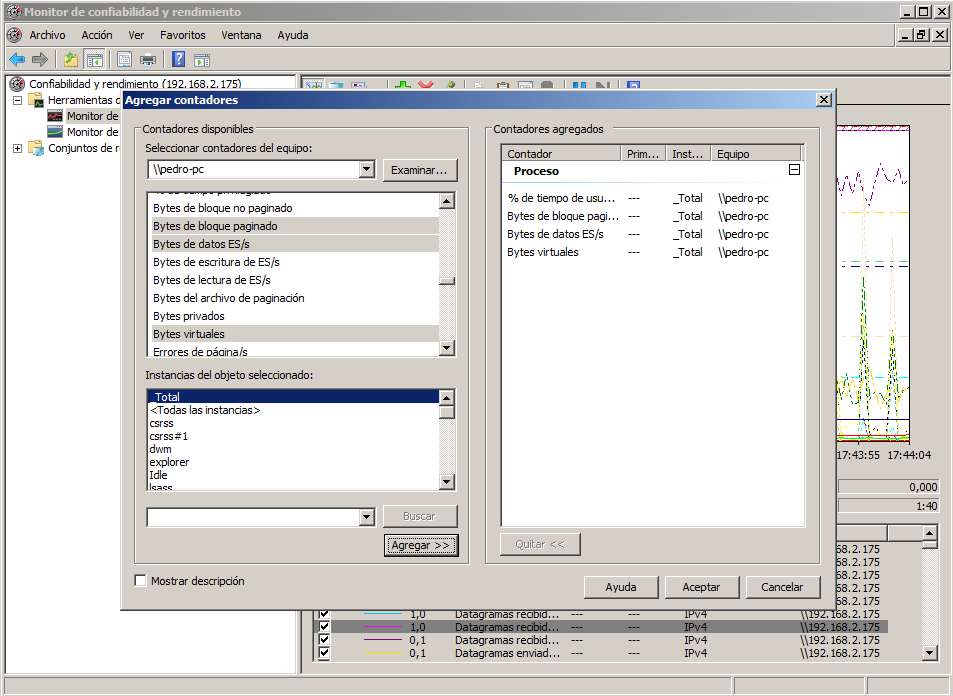 Monitor de confiabilidad y rendimiento
Archivo Acción Ver Favoritos Ventana Ayuda
Confiabilidad y rendimiento (192.168.2.175)
Herramientas
Monitor de
Monitor de
Conjuntos de
Agregar contadores
Contadores disponibles
Seleccionar contadores del equipo:
\\pedro-pc
Examinar...
Bytes de bloque no paginado
Bytes de bloque paginado
Bytes de datos ES/s
Bytes de escritura de ES/s
Bytes de lectura de ES/s
Bytes del archivo de paginación
Bytes privados
Bytes virtuales
Errores de página/s
Instancias del objeto seleccionado:
_Total
<Todas las instancias>
csrss
csrss#1
dwm
explorer
Idle
lsass
Buscar
Agregar >>
Mostrar descripción
Contadores agregados
Contador Prim... Inst... Equipo
Proceso
% de tiempo de usu... --- _Total \\pedro-pc
Bytes de bloque pagi... --- _Total \\pedro-pc
Bytes de datos ES/s --- _Total \\pedro-pc
Bytes virtuales --- _Total \\pedro-pc
Quitar <<
Ayuda Aceptar Cancelar
17:43:55 17:44:04
0,000
1:40
68.2.175
68.2.175
68.2.175
68.2.175
68.2.175
1,0 Datagramas recibid... --- --- IPv4 \\192.168.2.175
1,0 Datagramas recibid... --- --- IPv4 \\192.168.2.175
0,1 Datagramas recibid... --- --- IPv4 \\192.168.2.175
0,1 Datagramas enviad... --- --- IPv4 \\192.168.2.175